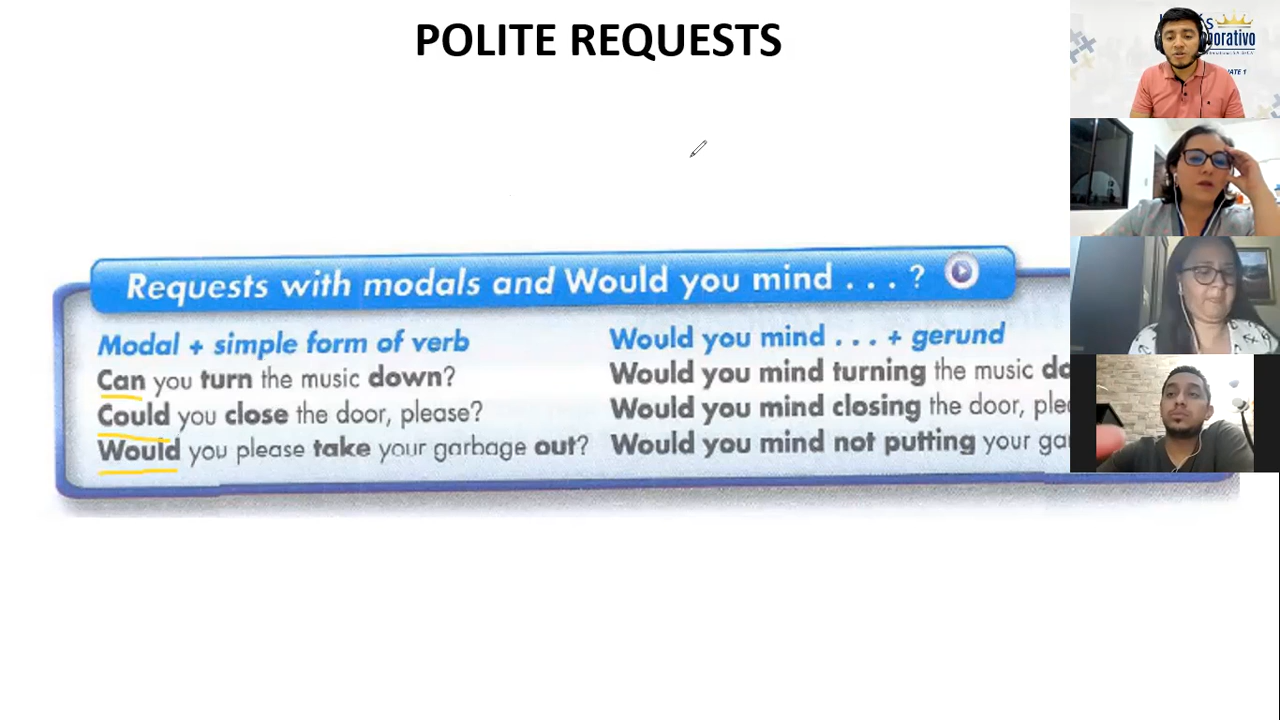 POLITE REQUESTS
Requests with modals and Would you mind . . . ?
Modal + simple form of verb
Can you turn the music down?
Could you close the door, please?
Would you please take your garbage out?
Would you mind . . . + gerund
Would you mind turning the music
Would you mind closing the door,
Would you mind not putting your